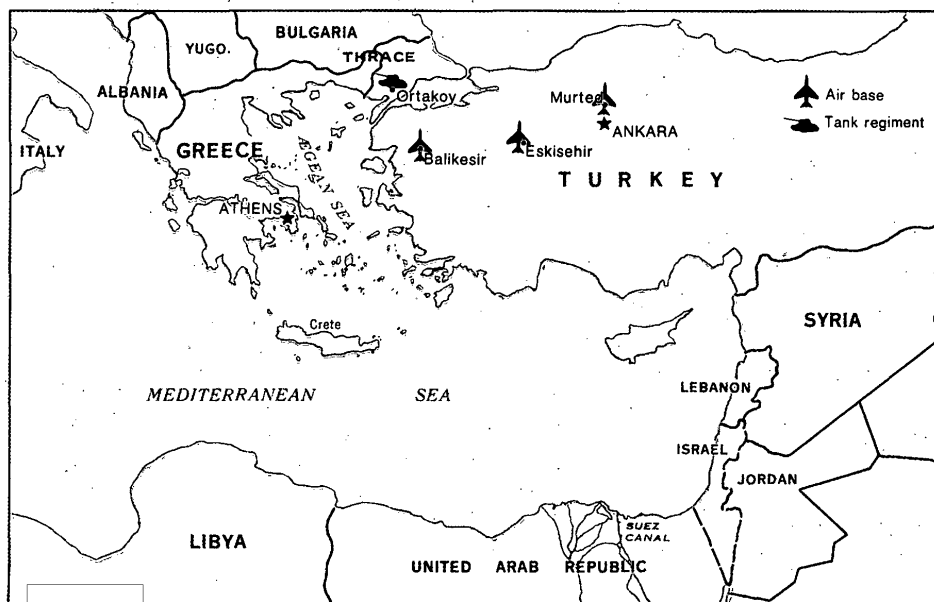 BULGARIA
YUGO.
THRACE
ALBANIA
Ortakoy
Murted
Air base
Tank regiment
ANKARA
ITALY
GREECE
Balikesir
Eskisehir
AEGEAN SEA
TURKEY
ATHENS
Crete
SYRIA
MEDITERRANEAN SEA
LEBANON
ISRAEL
JORDAN
SUEZ
CANAL
LIBYA
UNITED ARAB REPUBLIC